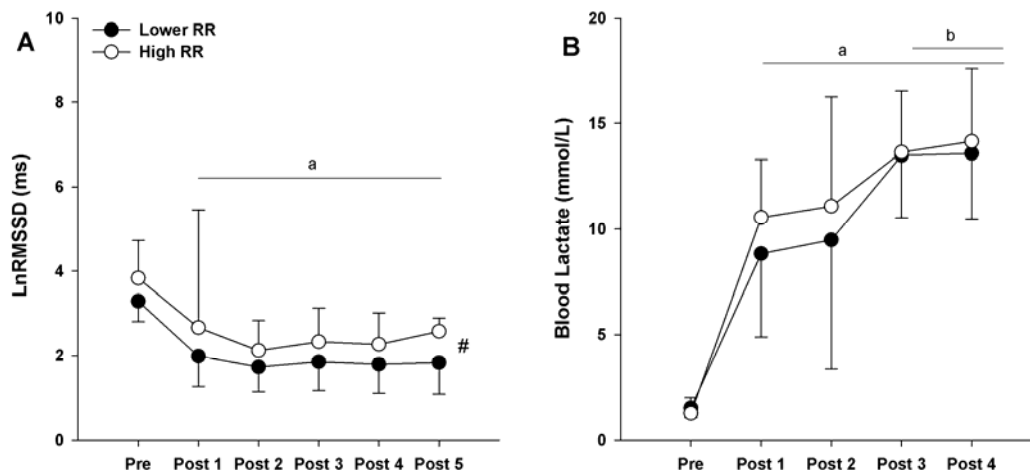 A
Lower RR
High RR
a
#
LnRMSSD (ms)
10
8
6
4
2
0
Pre Post 1 Post 2 Post 3 Post 4 Post 5
B
b
a
Blood Lactate (mmol/L)
20
15
10
5
0
Pre Post 1 Post 2 Post 3 Post 4